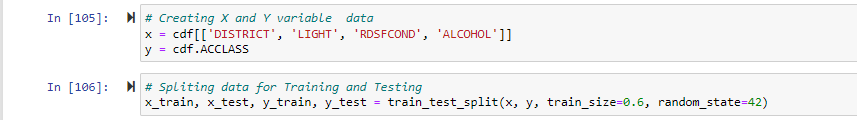 In [105]:
# Creating X and Y variable  data
x = cdf[['DISTRICT', 'LIGHT', 'RDSFCOND', 'ALCOHOL']]
y = cdf.ACCLASS
In [106]:
# Spliting data for Training and Testing
x_train, x_test, y_train, y_test = train_test_split(x, y, train_size=0.6, random_state=42)